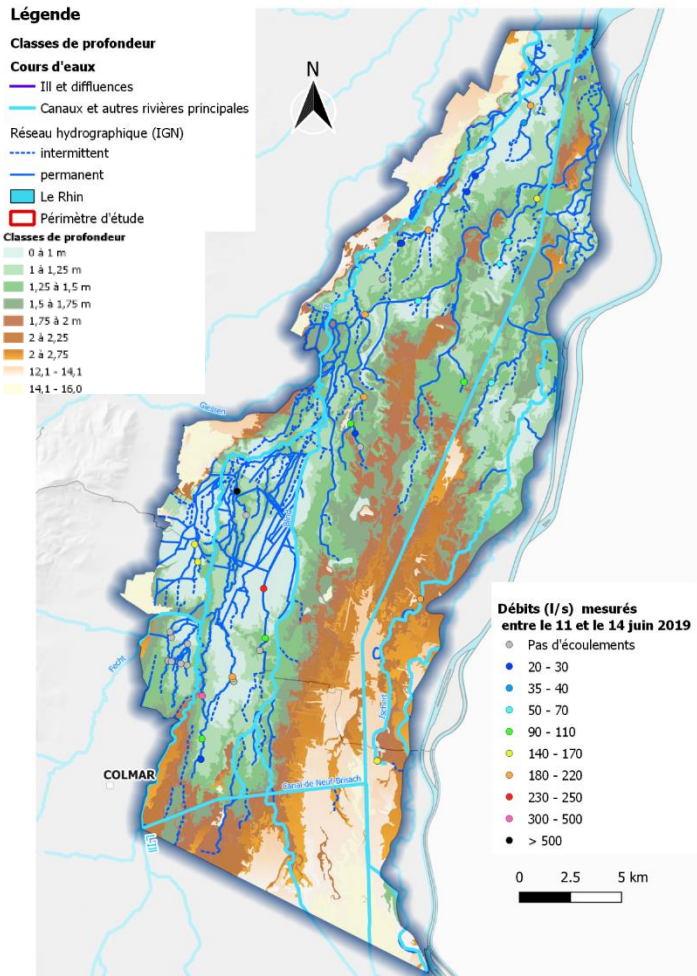 Légende
Classes de profondeur
Cours d'eaux
Ill et diffluences
Canaux et autres rivières principales
Réseau hydrographique (IGN)
intermittent
permanent
Le Rhin
Périmètre d'étude
Classes de profondeur
0 à 1 m
1 à 1,25 m
1,25 à 1,5 m
1,5 à 1,75 m
1,75 à 2 m
2 à 2,25
2 à 2,75
12,1 - 14,1
14,1 - 16,0
N
Giessen
Blind
Fecht
Ischert
COLMAR
Canal de Neuf-Brisach
L'Ill
Débits (l/s) mesurés
entre le 11 et le 14 juin 2019
Pas d'écoulements
20 - 30
35 - 40
50 - 70
90 - 110
140 - 170
180 - 220
230 - 250
300 - 500
> 500
0 2.5 5 km